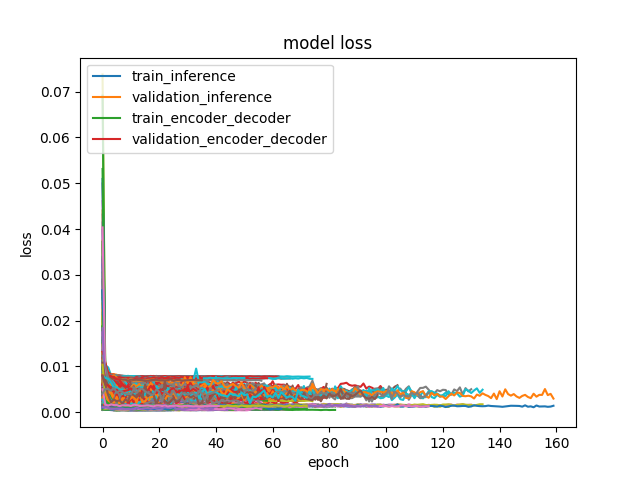 model loss
train_inference
validation_inference
train_encoder_decoder
validation_encoder_decoder
loss
0.07
0.06
0.05
0.04
0.03
0.02
0.01
0.00
0 20 40 60 80 100 120 140 160
epoch